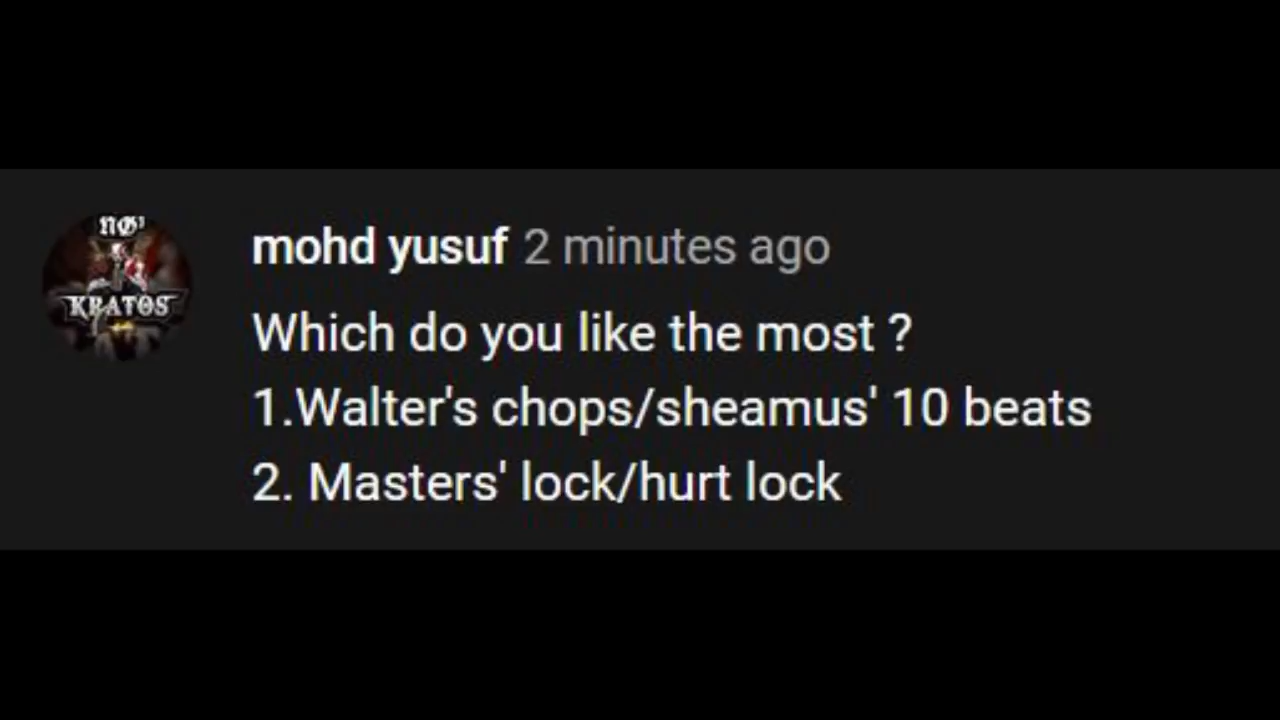 NG¹
KRATOS
mohd yusuf 2 minutes ago
Which do you like the most ?
1.Walter's chops/sheamus' 10 beats
2. Masters' lock/hurt lock